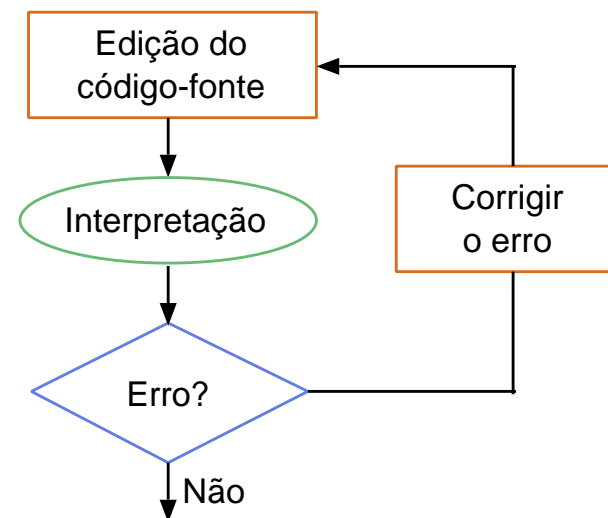 Edição do
código-fonte
Interpretação
Corrigir
o erro
Erro?
Não